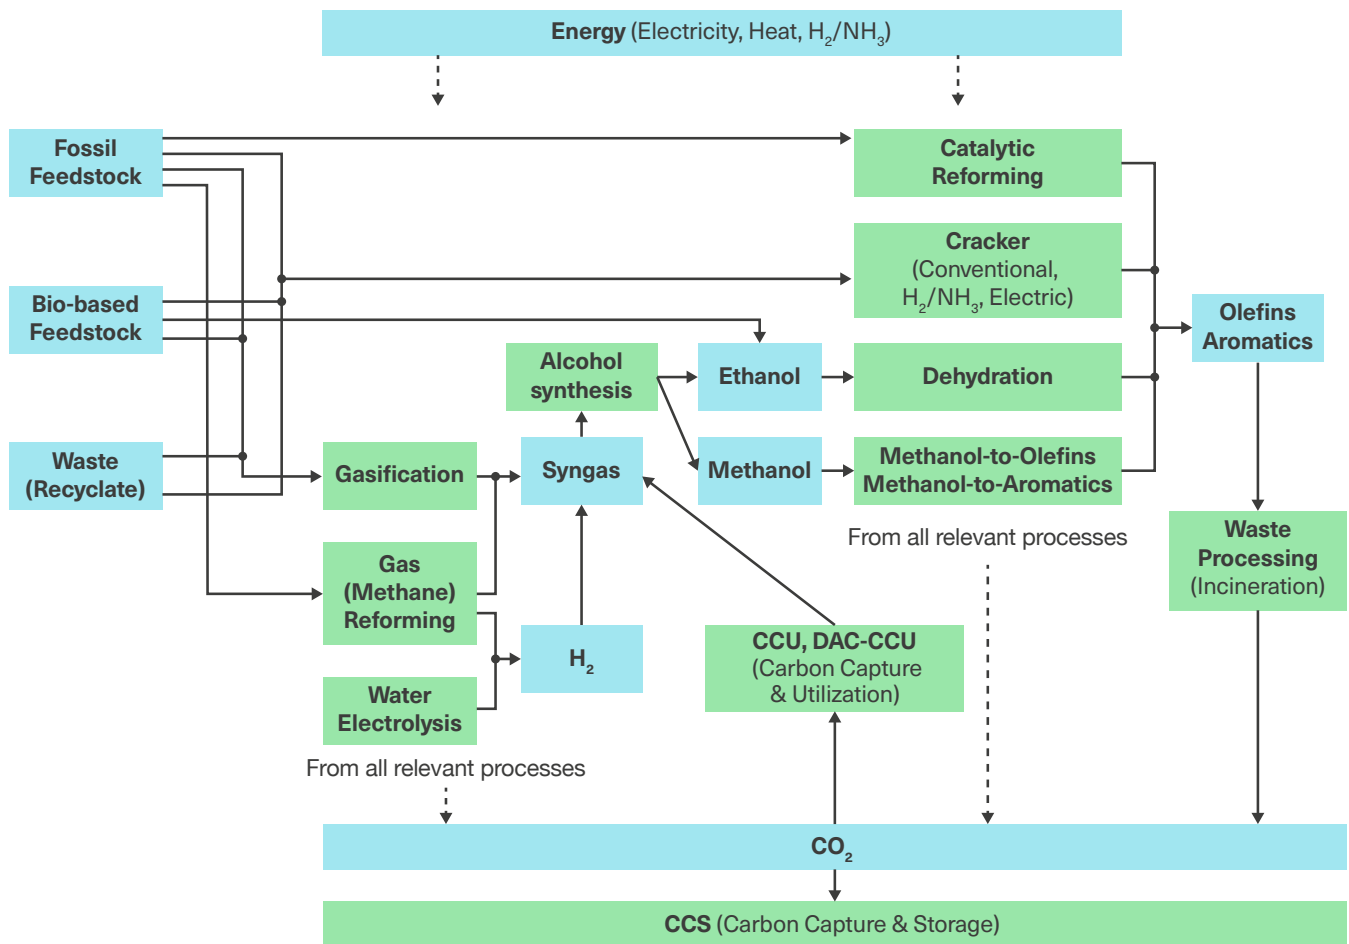 Energy (Electricity, Heat, H₂/NH₃)
Fossil
Feedstock
Catalytic
Reforming
Cracker
(Conventional,
H₂/NH₃, Electric)
Bio-based
Feedstock
Olefins
Aromatics
Alcohol
synthesis
Ethanol
Dehydration
Waste
(Recyclate)
Gasification
Syngas
Methanol
Methanol-to-Olefins
Methanol-to-Aromatics
From all relevant processes
Waste
Processing
(Incineration)
Gas
(Methane)
Reforming
H₂
CCU, DAC-CCU
(Carbon Capture
& Utilization)
Water
Electrolysis
From all relevant processes
CO₂
CCS (Carbon Capture & Storage)